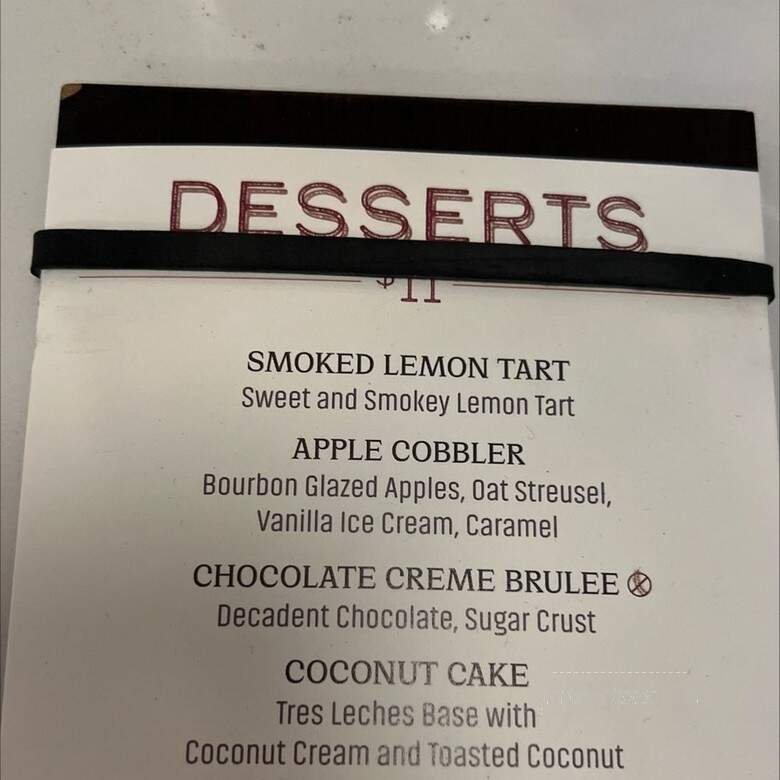 DESSERTS
$11
SMOKED LEMON TART
Sweet and Smokey Lemon Tart
APPLE COBBLER
Bourbon Glazed Apples, Oat Streusel,
Vanilla Ice Cream, Caramel
CHOCOLATE CREME BRULEE
Decadent Chocolate, Sugar Crust
COCONUT CAKE
Tres Leches Base with
Coconut Cream and Toasted Coconut